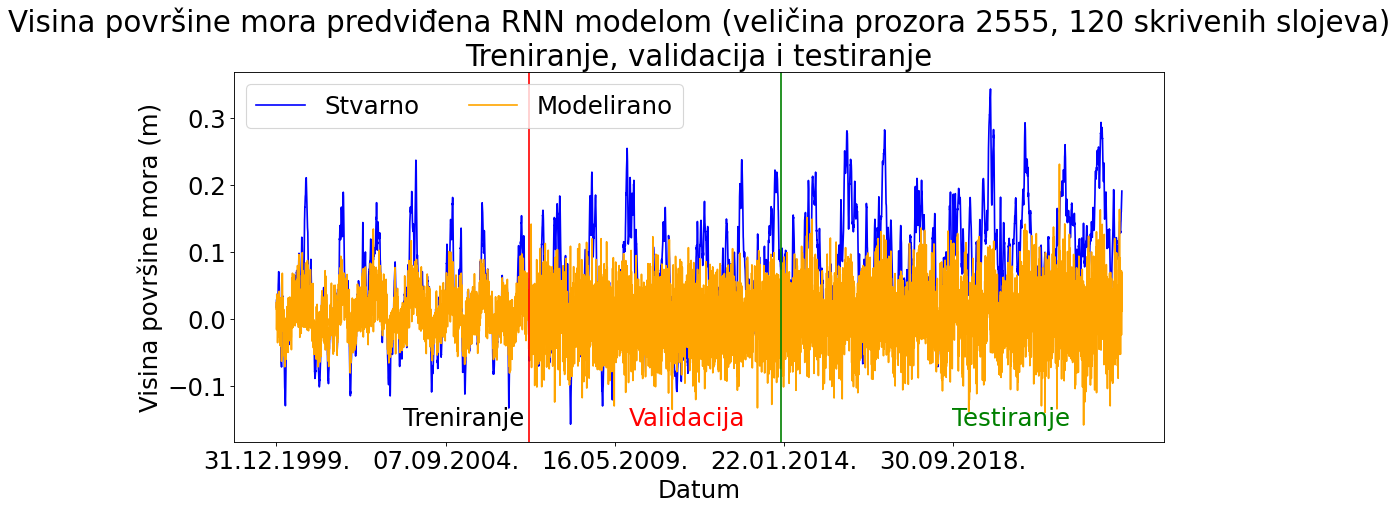 Visina površine mora predviđena RNN modelom (veličina prozora 2555, 120 skrivenih slojeva)
Treniranje, validacija i testiranje
Stvarno
Modelirano
Visina površine mora (m)
0.3
0.2
0.1
0.0
−0.1
Treniranje
Validacija
Testiranje
31.12.1999.
07.09.2004.
16.05.2009.
22.01.2014.
30.09.2018.
Datum